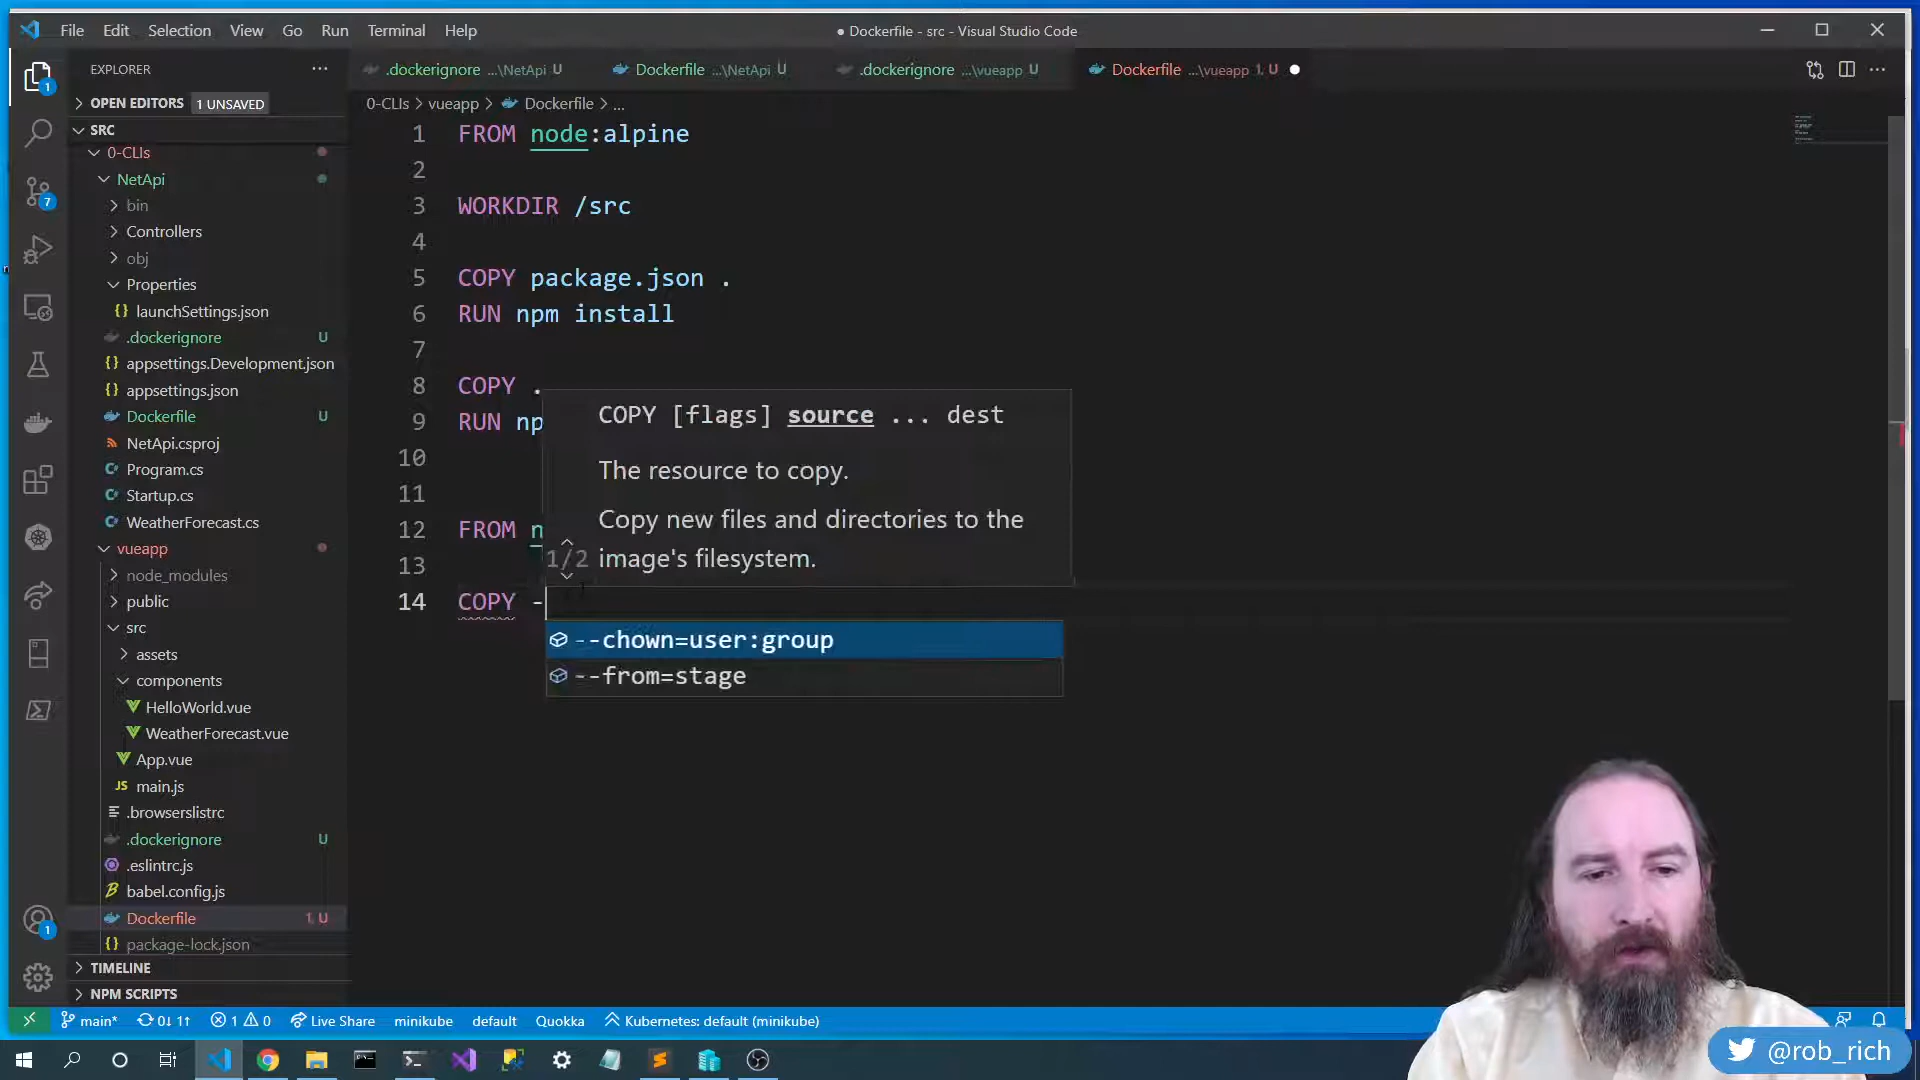 File Edit Selection View Go Run Terminal Help
● Dockerfile - src - Visual Studio Code
EXPLORER
.dockerignore ...\NetApi U
Dockerfile ...\NetApi U
.dockerignore ...\vueapp U
Dockerfile ...\vueapp 1, U
OPEN EDITORS 1 UNSAVED
0-CLIs > vueapp > Dockerfile > ...
SRC
0-CLIs
NetApi
bin
Controllers
obj
Properties
launchSettings.json
.dockerignore U
appsettings.Development.json
appsettings.json
Dockerfile U
NetApi.csproj
Program.cs
Startup.cs
WeatherForecast.cs
vueapp
node_modules
public
src
assets
components
HelloWorld.vue
WeatherForecast.vue
App.vue
main.js
.browserslistrc
.dockerignore U
.eslintrc.js
babel.config.js
Dockerfile 1, U
package-lock.json
TIMELINE
NPM SCRIPTS
1 FROM node:alpine
2
3 WORKDIR /src
4
5 COPY package.json .
6 RUN npm install
7
8 COPY .
9 RUN np
10
11
12 FROM n
13
14 COPY -
COPY [flags] source ... dest
The resource to copy.
Copy new files and directories to the
1/2 image's filesystem.
--chown=user:group
--from=stage
1
7
1
main* 0↓ 1↑ 1 0 Live Share minikube default Quokka Kubernetes: default (minikube)
@rob_rich